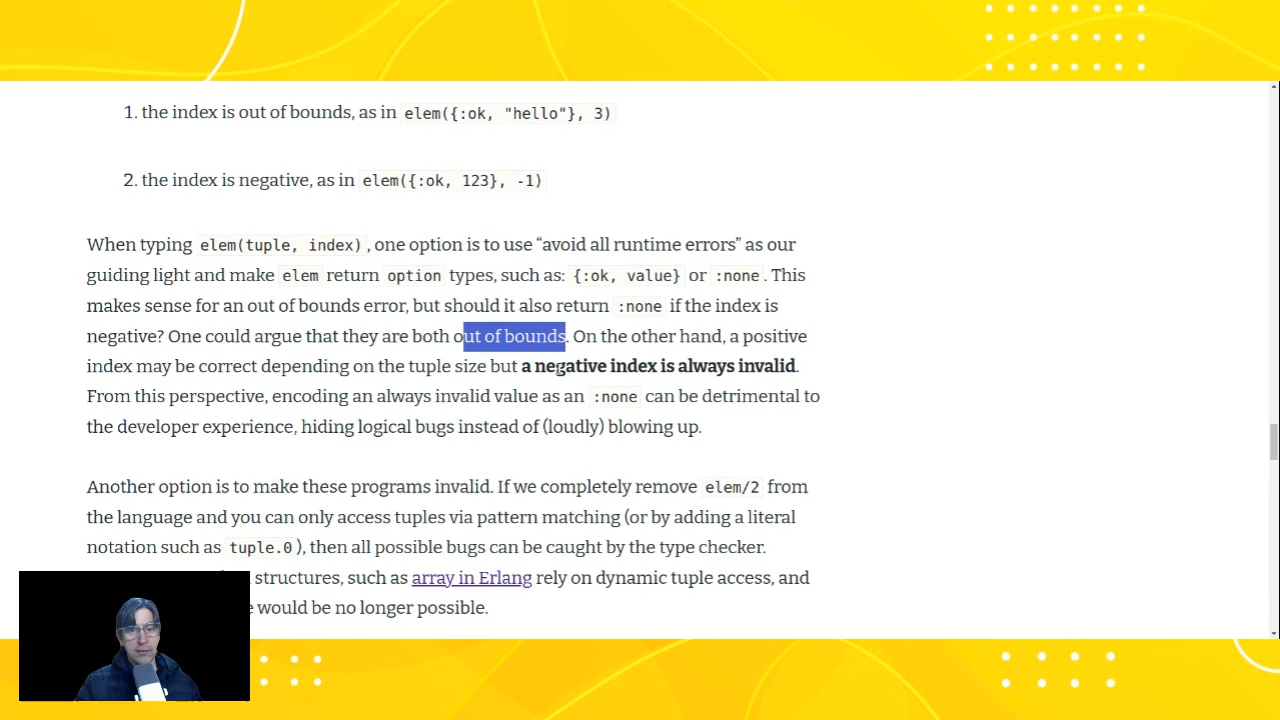 1. the index is out of bounds, as in elem({:ok, "hello"}, 3)
2. the index is negative, as in elem({:ok, 123}, -1)
When typing elem(tuple, index), one option is to use “avoid all runtime errors” as our
guiding light and make elem return option types, such as: {:ok, value} or :none. This
makes sense for an out of bounds error, but should it also return :none if the index is
negative? One could argue that they are both out of bounds. On the other hand, a positive
index may be correct depending on the tuple size but a negative index is always invalid.
From this perspective, encoding an always invalid value as an :none can be detrimental to
the developer experience, hiding logical bugs instead of (loudly) blowing up.
Another option is to make these programs invalid. If we completely remove elem/2 from
the language and you can only access tuples via pattern matching (or by adding a literal
notation such as tuple.0), then all possible bugs can be caught by the type checker.
structures, such as array in Erlang rely on dynamic tuple access, and
would be no longer possible.